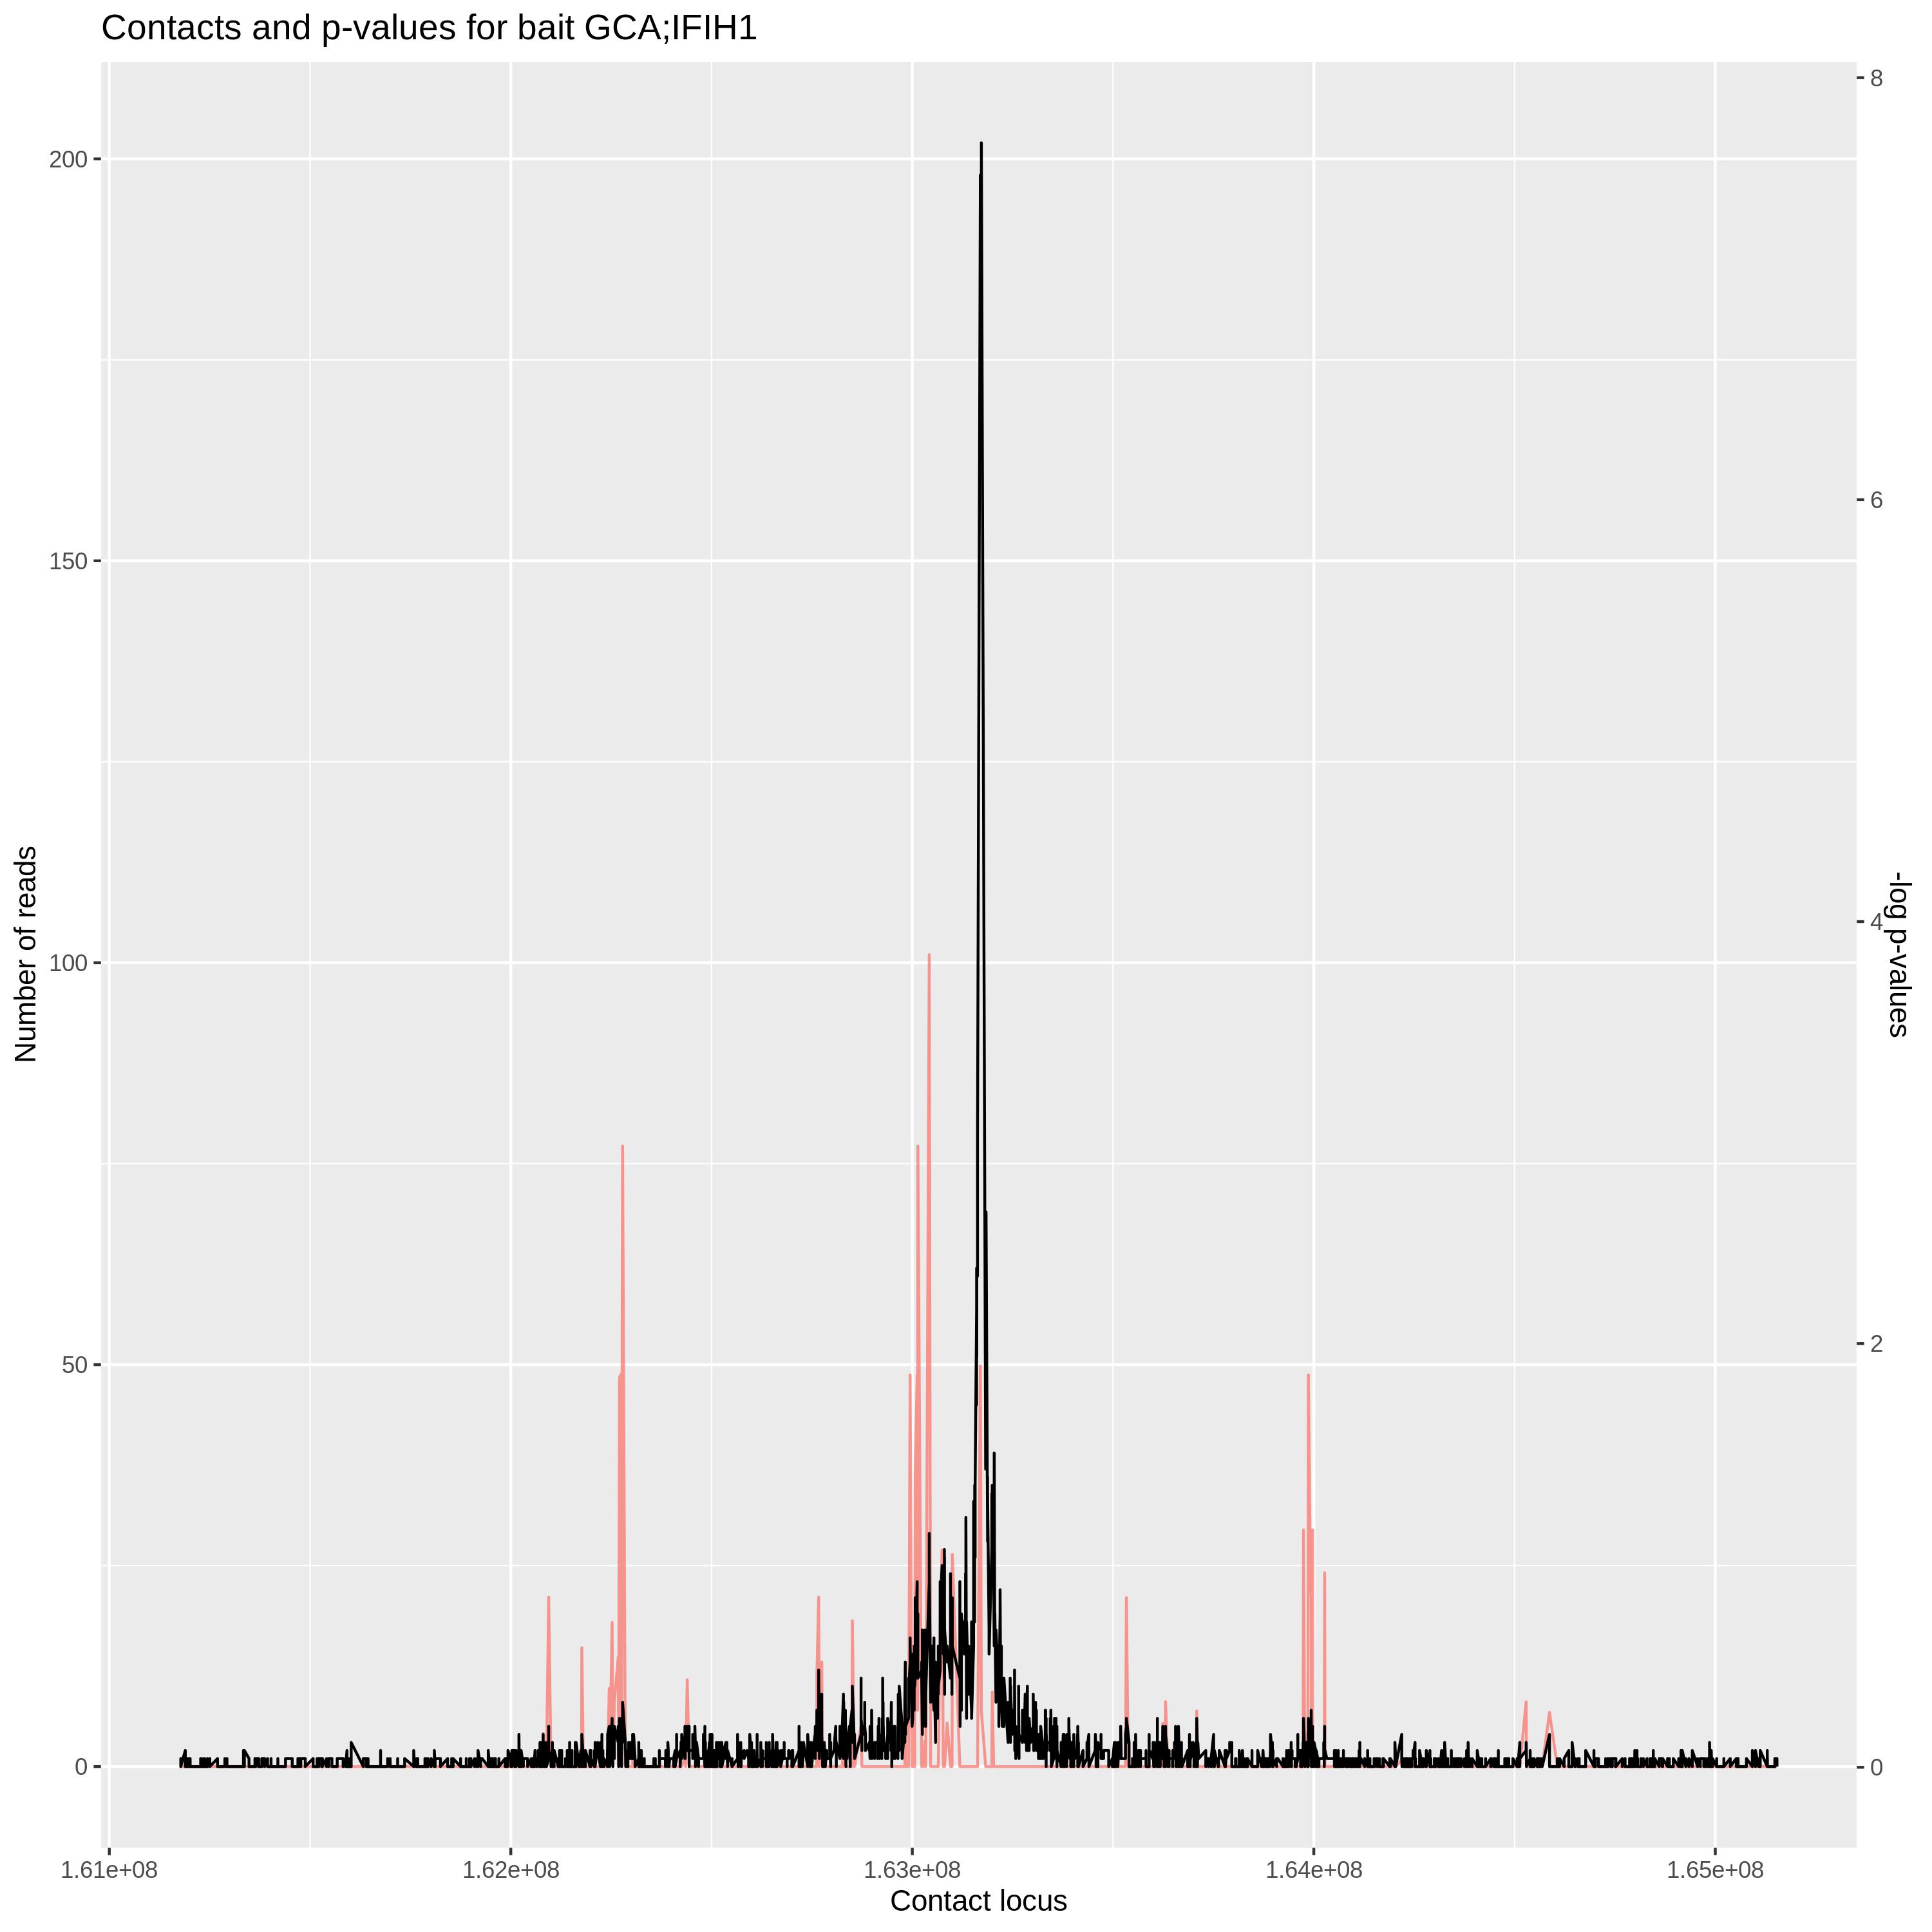 Contacts and p-values for bait GCA;IFIH1
8
200
6
150
4
100
2
50
0
0
Number of reads
-log p-values
1.61e+08 1.62e+08 1.63e+08 1.64e+08 1.65e+08
Contact locus